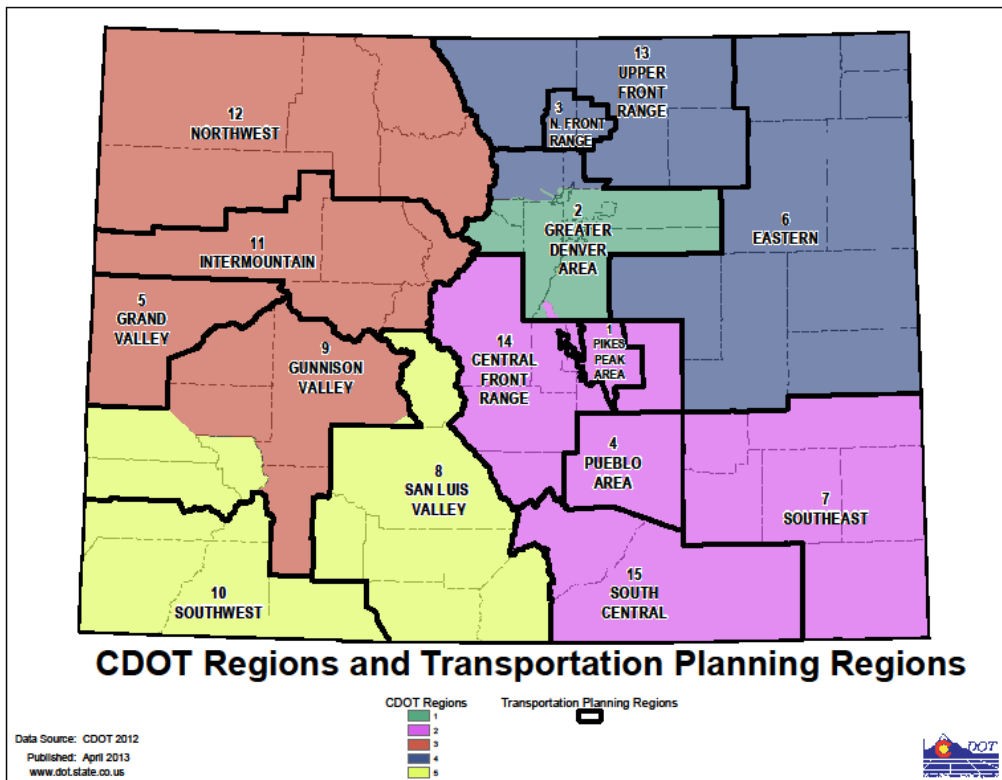 13
UPPER
FRONT
RANGE
3
N. FRONT
RANGE
12
NORTHWEST
2
GREATER
DENVER
AREA
6
EASTERN
11
INTERMOUNTAIN
5
GRAND
VALLEY
1
PIKES
PEAK
AREA
9
GUNNISON
VALLEY
14
CENTRAL
FRONT
RANGE
4
PUEBLO
AREA
8
SAN LUIS
VALLEY
7
SOUTHEAST
15
SOUTH
CENTRAL
10
SOUTHWEST
CDOT Regions and Transportation Planning Regions
CDOT Regions
1
2
3
4
5
Transportation Planning Regions
Data Source: CDOT 2012
Published: April 2013
www.dot.state.co.us
DOT